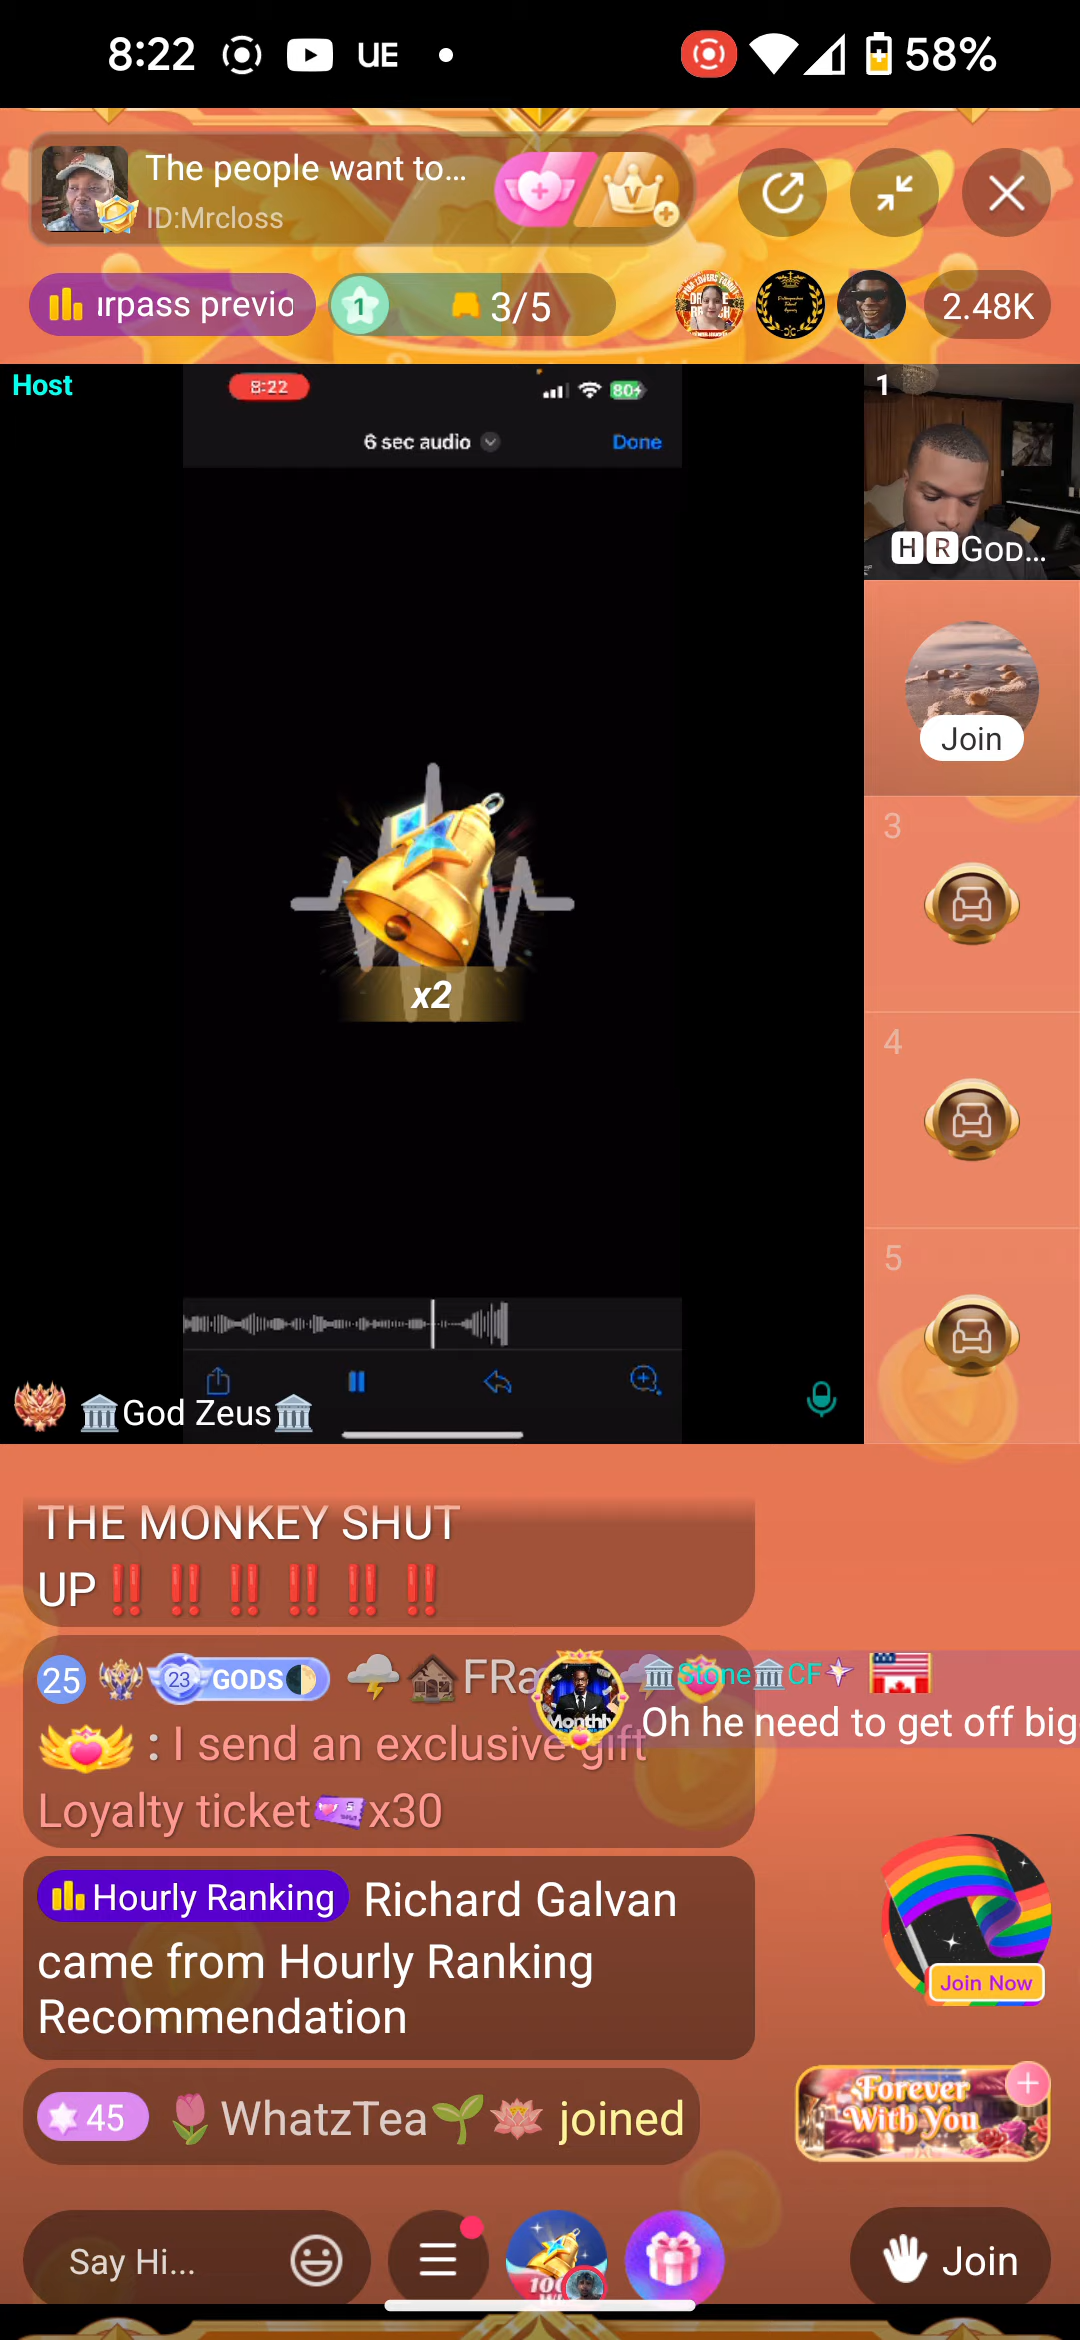 8:22 UE 58%
The people want to...
ID:Mrcloss
ırpass previo
1 3/5
2.48K
Host
8:22 80
6 sec audio Done
1
🅷🆁GOD...
Join
3
x2
4
5
🏛️God Zeus🏛️
THE MONKEY SHUT
UP‼️‼️‼️‼️‼️‼️
25 23 GODS🌓 🌩️🏚️FRa
: I send an exclusive gift
Loyalty ticket x30
Monthly
🏛️Stone🏛️CF
Oh he need to get off big
Hourly Ranking Richard Galvan
came from Hourly Ranking
Recommendation
Join Now
45 🌷WhatzTea🌱🪷 joined
Forever
With You
Say Hi...
Join